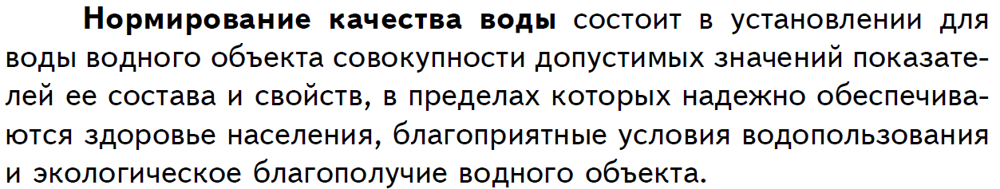 Нормирование качества воды состоит в установлении для
воды водного объекта совокупности допустимых значений показате-
лей ее состава и свойств, в пределах которых надежно обеспечива-
ются здоровье населения, благоприятные условия водопользования
и экологическое благополучие водного объекта.